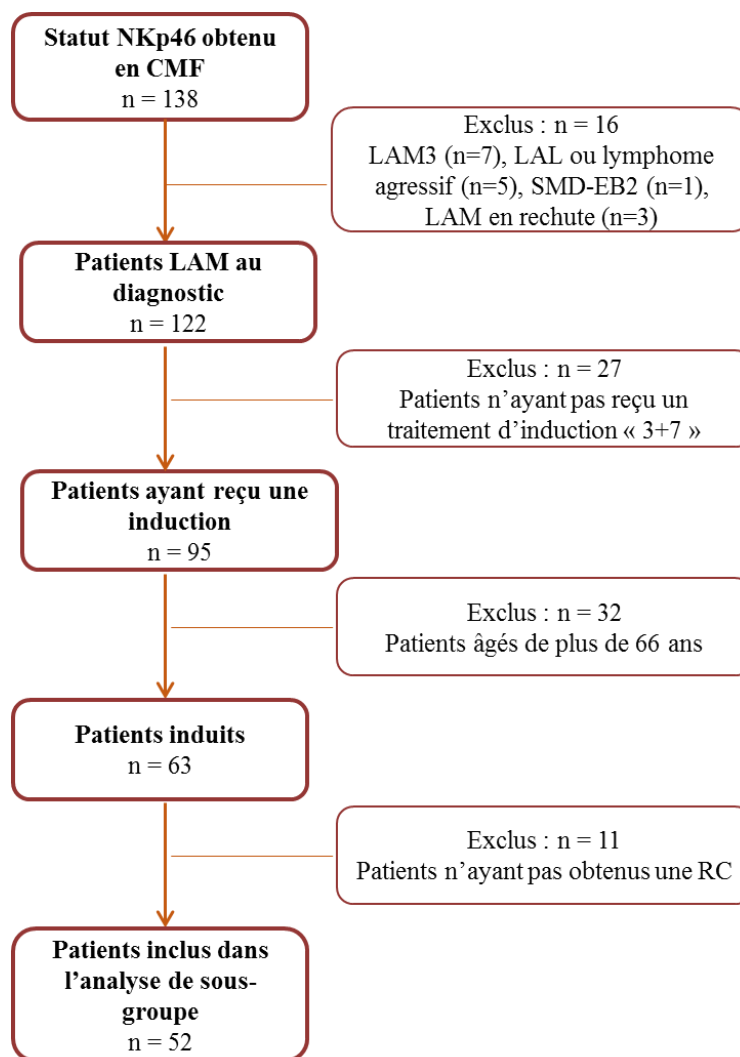 Statut NKp46 obtenu
en CMF
n = 138
Exclus : n = 16
LAM3 (n=7), LAL ou lymphome
agressif (n=5), SMD-EB2 (n=1),
LAM en rechute (n=3)
Patients LAM au
diagnostic
n = 122
Exclus : n = 27
Patients n’ayant pas reçu un
traitement d’induction « 3+7 »
Patients ayant reçu une
induction
n = 95
Exclus : n = 32
Patients âgés de plus de 66 ans
Patients induits
n = 63
Exclus : n = 11
Patients n’ayant pas obtenus une RC
Patients inclus dans
l’analyse de sous-
groupe
n = 52